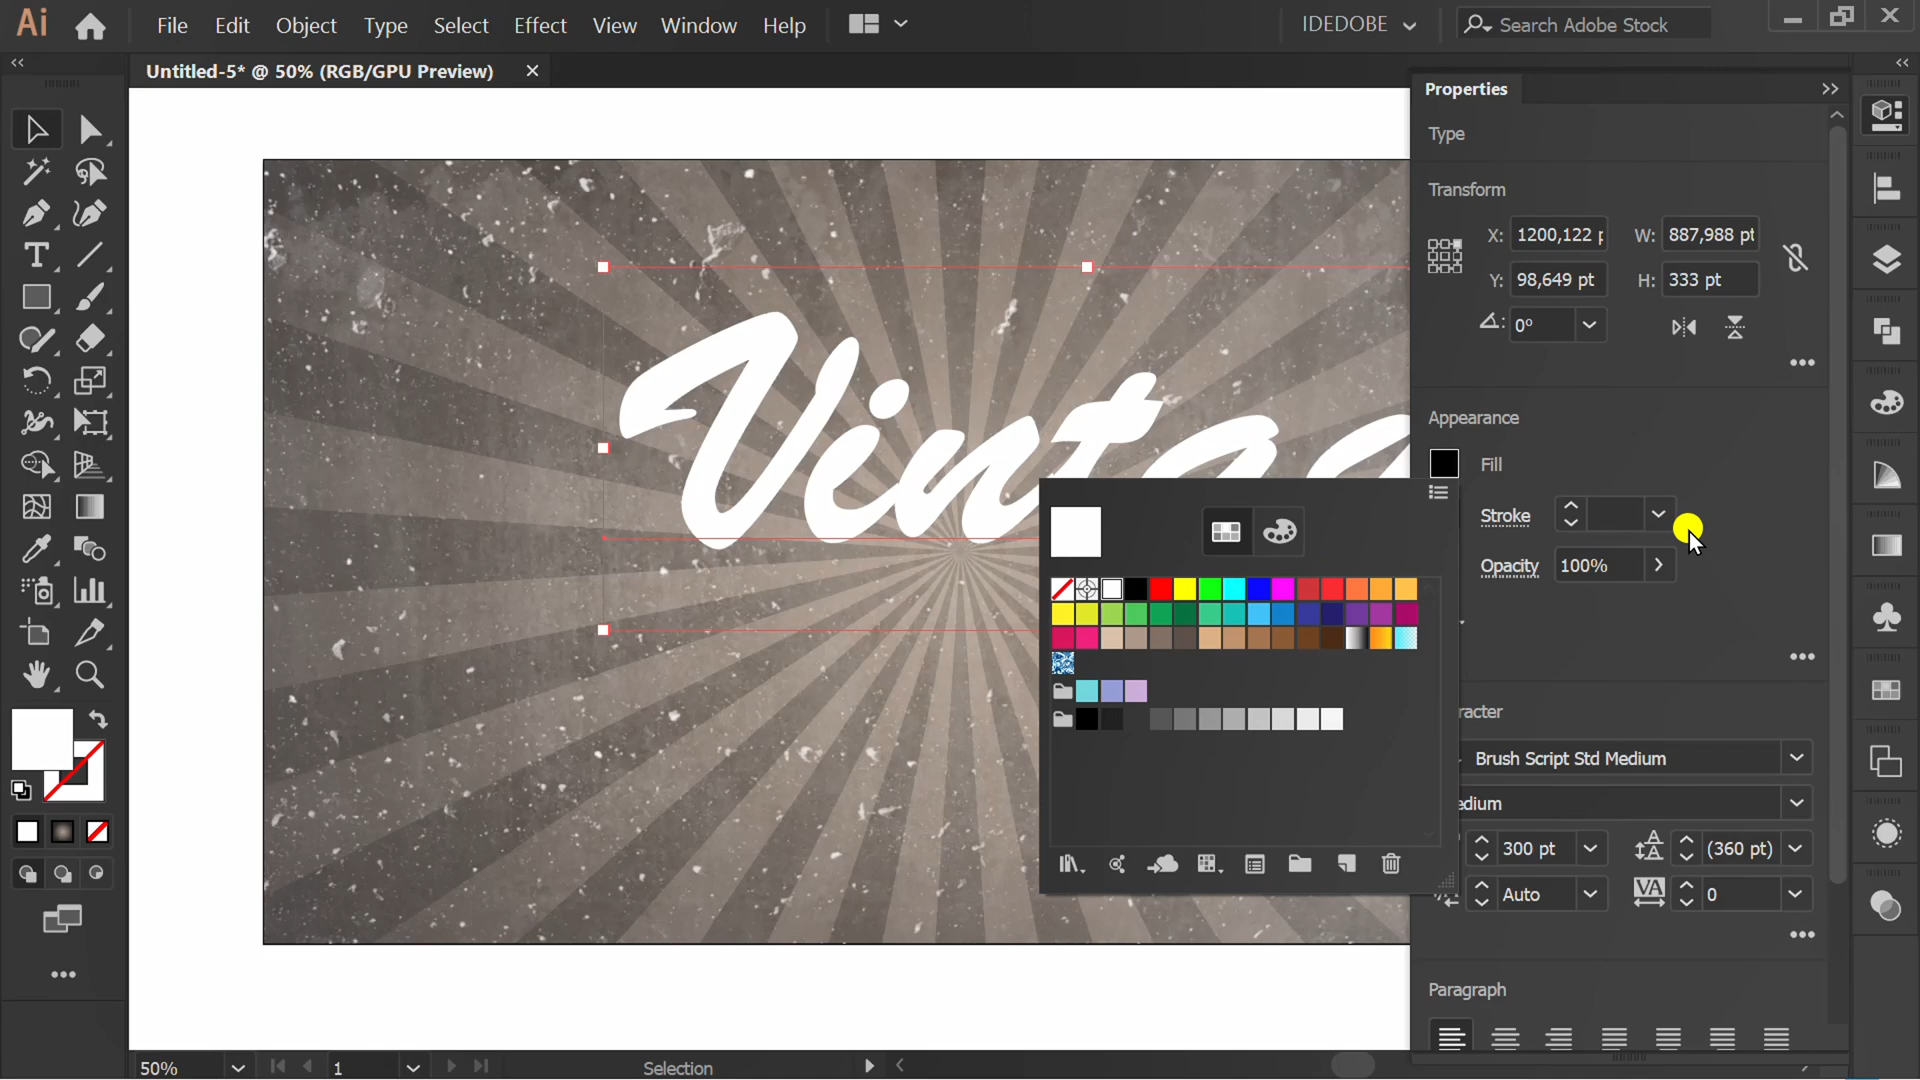 Ai File Edit Object Type Select Effect View Window Help IDEDOBE Search Adobe Stock
Untitled-5* @ 50% (RGB/GPU Preview)
Properties
Type
Transform
X: 1200,122 p W: 887,988 pt
Y: 98,649 pt H: 333 pt
0°
Appearance
Fill
Stroke
Opacity 100%
racter
Brush Script Std Medium
edium
300 pt (360 pt)
Auto VA 0
Paragraph
Vintag
50% 1 Selection